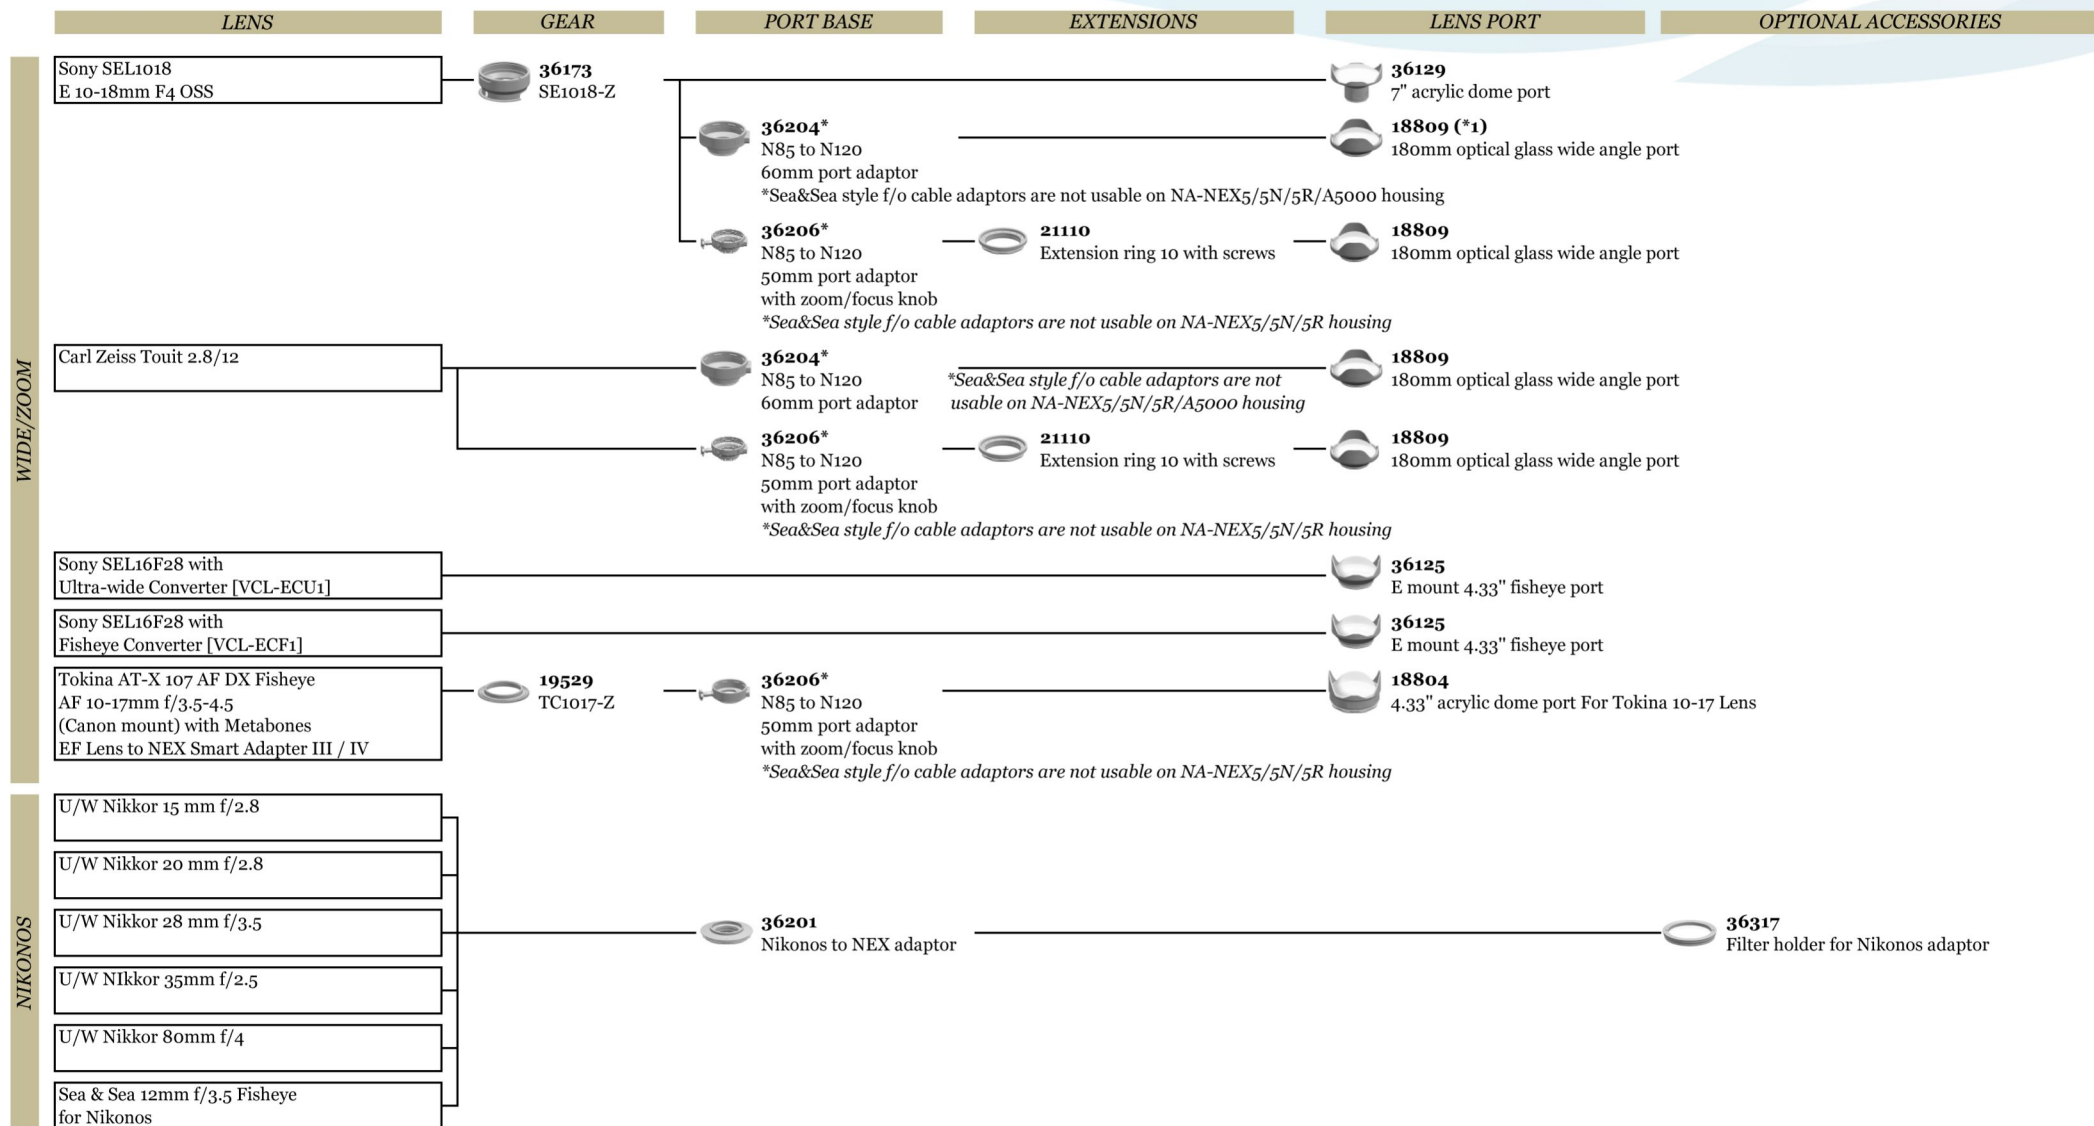 LENS
GEAR
PORT BASE
EXTENSIONS
LENS PORT
OPTIONAL ACCESSORIES
WIDE/ZOOM
Sony SEL1018
E 10-18mm F4 OSS
36173
SE1018-Z
36129
7" acrylic dome port
36204*
N85 to N120
60mm port adaptor
*Sea&Sea style f/o cable adaptors are not usable on NA-NEX5/5N/5R/A5000 housing
18809 (*1)
180mm optical glass wide angle port
36206*
N85 to N120
50mm port adaptor
with zoom/focus knob
*Sea&Sea style f/o cable adaptors are not usable on NA-NEX5/5N/5R housing
21110
Extension ring 10 with screws
18809
180mm optical glass wide angle port
Carl Zeiss Touit 2.8/12
36204*
N85 to N120
60mm port adaptor
*Sea&Sea style f/o cable adaptors are not
usable on NA-NEX5/5N/5R/A5000 housing
18809
180mm optical glass wide angle port
36206*
N85 to N120
50mm port adaptor
with zoom/focus knob
*Sea&Sea style f/o cable adaptors are not usable on NA-NEX5/5N/5R housing
21110
Extension ring 10 with screws
18809
180mm optical glass wide angle port
Sony SEL16F28 with
Ultra-wide Converter [VCL-ECU1]
36125
E mount 4.33" fisheye port
Sony SEL16F28 with
Fisheye Converter [VCL-ECF1]
36125
E mount 4.33" fisheye port
Tokina AT-X 107 AF DX Fisheye
AF 10-17mm f/3.5-4.5
(Canon mount) with Metabones
EF Lens to NEX Smart Adapter III / IV
19529
TC1017-Z
36206*
N85 to N120
50mm port adaptor
with zoom/focus knob
*Sea&Sea style f/o cable adaptors are not usable on NA-NEX5/5N/5R housing
18804
4.33" acrylic dome port For Tokina 10-17 Lens
NIKONOS
U/W Nikkor 15 mm f/2.8
U/W Nikkor 20 mm f/2.8
U/W Nikkor 28 mm f/3.5
U/W NIkkor 35mm f/2.5
U/W Nikkor 80mm f/4
Sea & Sea 12mm f/3.5 Fisheye
for Nikonos
36201
Nikonos to NEX adaptor
36317
Filter holder for Nikonos adaptor